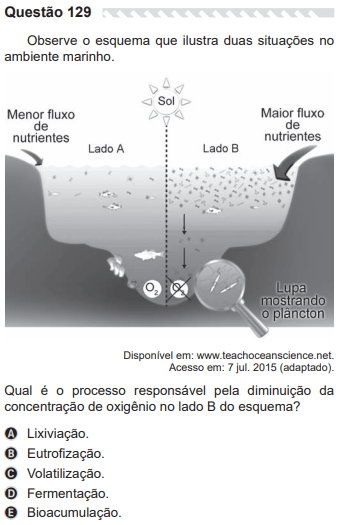 Questão 129
Observe o esquema que ilustra duas situações no
ambiente marinho.
Sol
Menor fluxo
de
nutrientes
Maior fluxo
de
nutrientes
Lado A
Lado B
O2
O2
Lupa
mostrando
o plâncton
Disponível em: www.teachoceanscience.net.
Acesso em: 7 jul. 2015 (adaptado).
Qual é o processo responsável pela diminuição da
concentração de oxigênio no lado B do esquema?
A Lixiviação.
B Eutrofização.
C Volatilização.
D Fermentação.
E Bioacumulação.